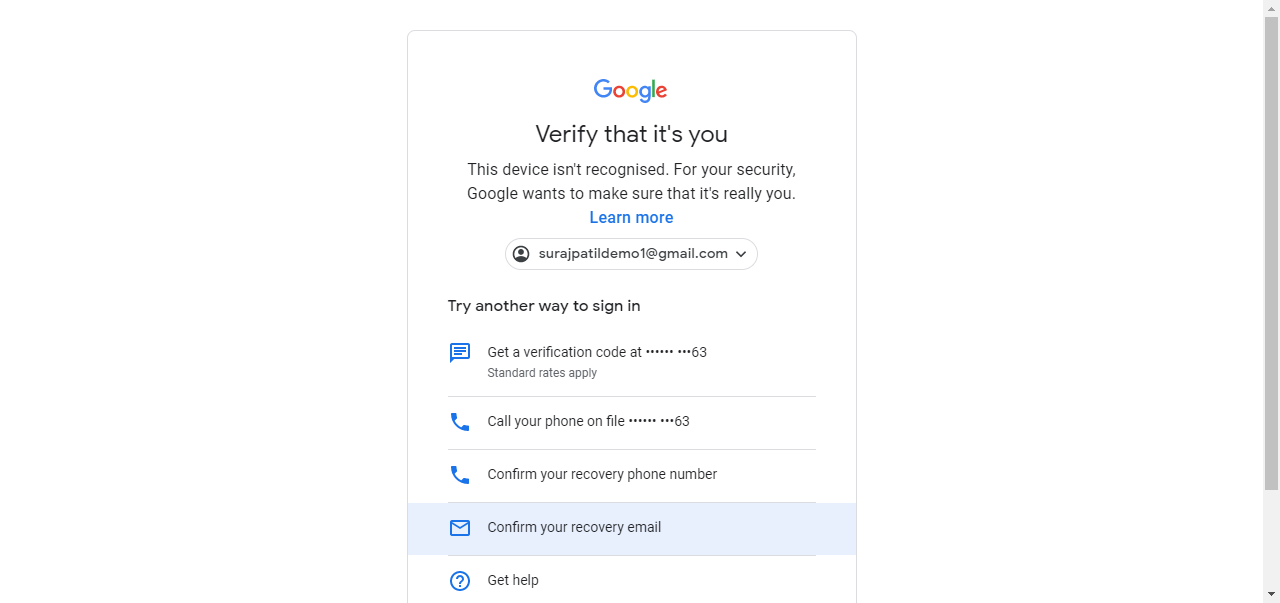 Google
Verify that it's you
This device isn't recognised. For your security,
Google wants to make sure that it's really you.
Learn more
surajpatildemo1@gmail.com
Try another way to sign in
Get a verification code at •••••• •••63
Standard rates apply
Call your phone on file •••••• •••63
Confirm your recovery phone number
Confirm your recovery email
Get help